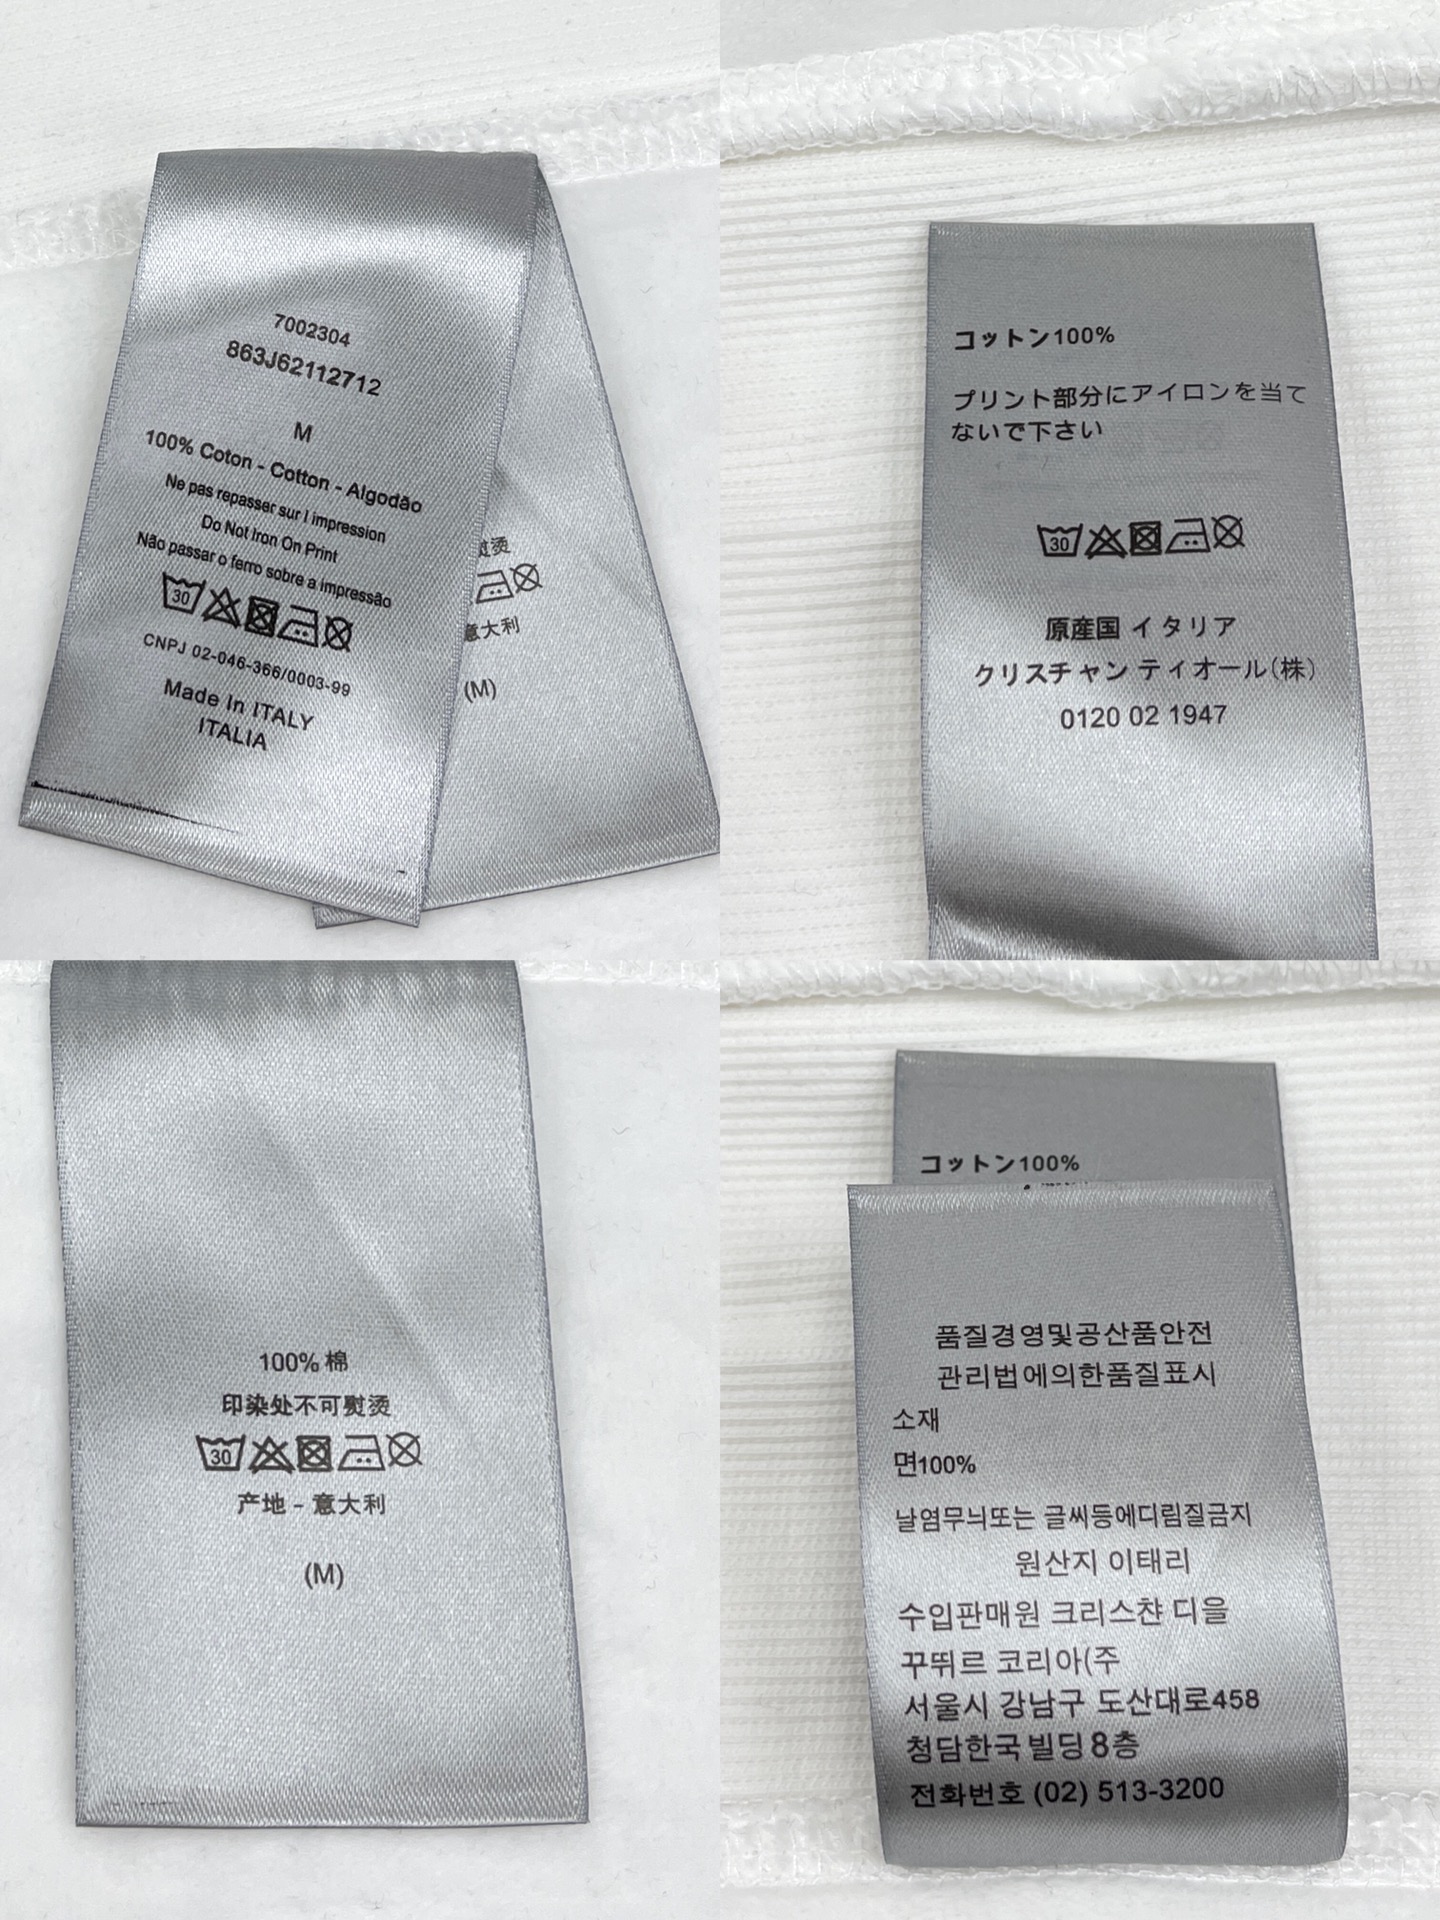 7002304
863J62112712
M
100% Coton - Cotton - Algodão
Ne pas repasser sur l impression
Do Not Iron On Print
Não passar o ferro sobre a impressão
30
CNPJ 02-046-366/0003-99
Made In ITALY
ITALIA
烫
意大利
(M)
コットン100%
プリント部分にアイロンを当て
ないで下さい
30
原産国 イタリア
クリスチャン ティオール(株)
0120 02 1947
100% 棉
印染处不可熨烫
30
产地 - 意大利
(M)
コットン100%
품질경영및공산품안전
관리법에의한품질표시
소재
면100%
날염무늬또는 글씨등에디림질금지
원산지 이태리
수입판매원 크리스챤 디올
꾸뛰르 코리아(주
서울시 강남구 도산대로458
청담한국빌딩8층
전화번호 (02) 513-3200